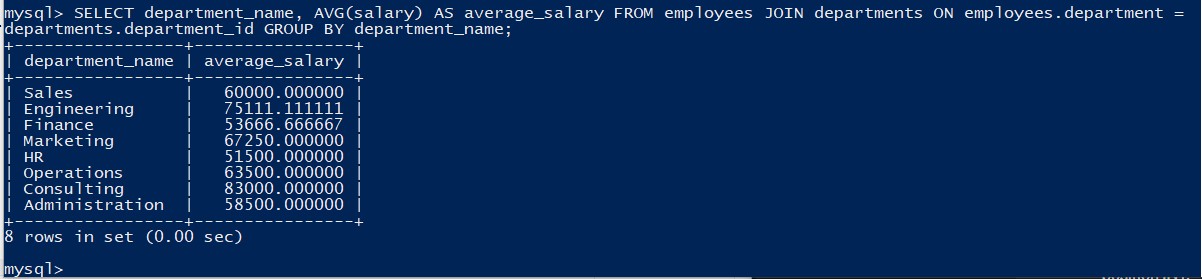 mysql> SELECT department_name, AVG(salary) AS average_salary FROM employees JOIN departments ON employees.department =
departments.department_id GROUP BY department_name;
+-----------------+----------------+
| department_name | average_salary |
+-----------------+----------------+
| Sales           |   60000.000000 |
| Engineering     |   75111.111111 |
| Finance         |   53666.666667 |
| Marketing       |   67250.000000 |
| HR              |   51500.000000 |
| Operations      |   63500.000000 |
| Consulting      |   83000.000000 |
| Administration  |   58500.000000 |
+-----------------+----------------+
8 rows in set (0.00 sec)
mysql>